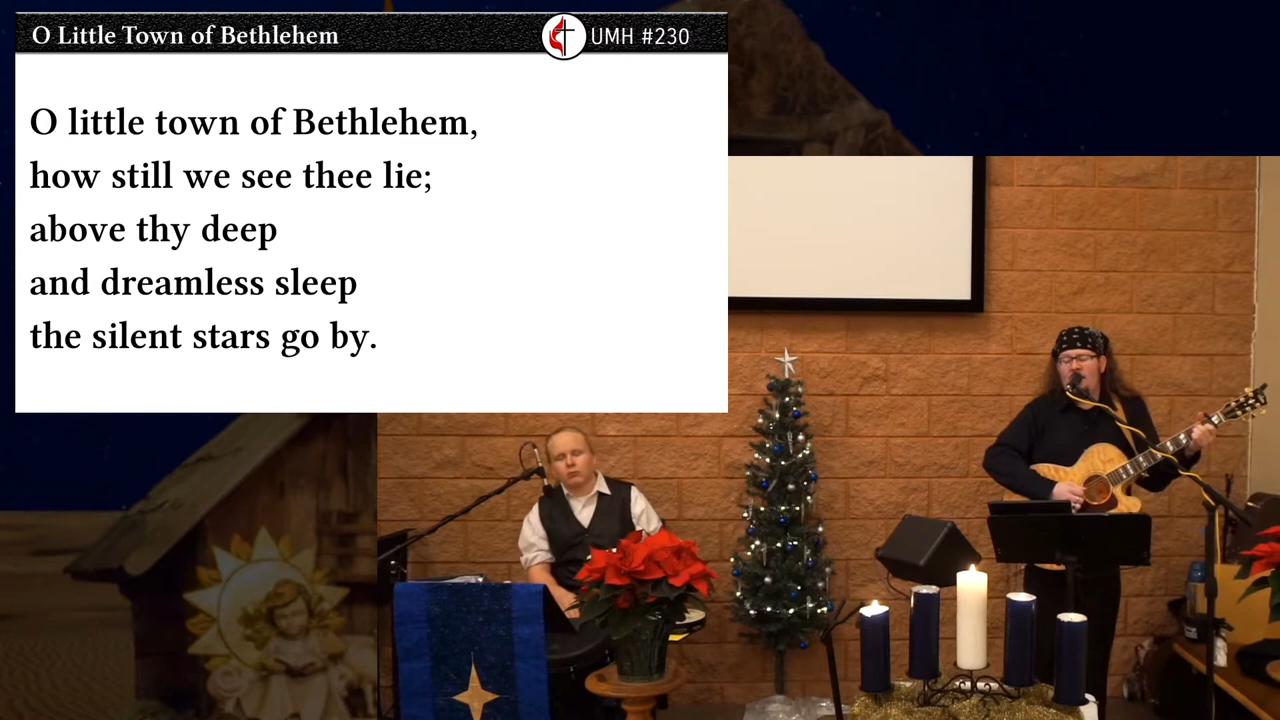 O Little Town of Bethlehem
UMH #230
O little town of Bethlehem,
how still we see thee lie;
above thy deep
and dreamless sleep
the silent stars go by.